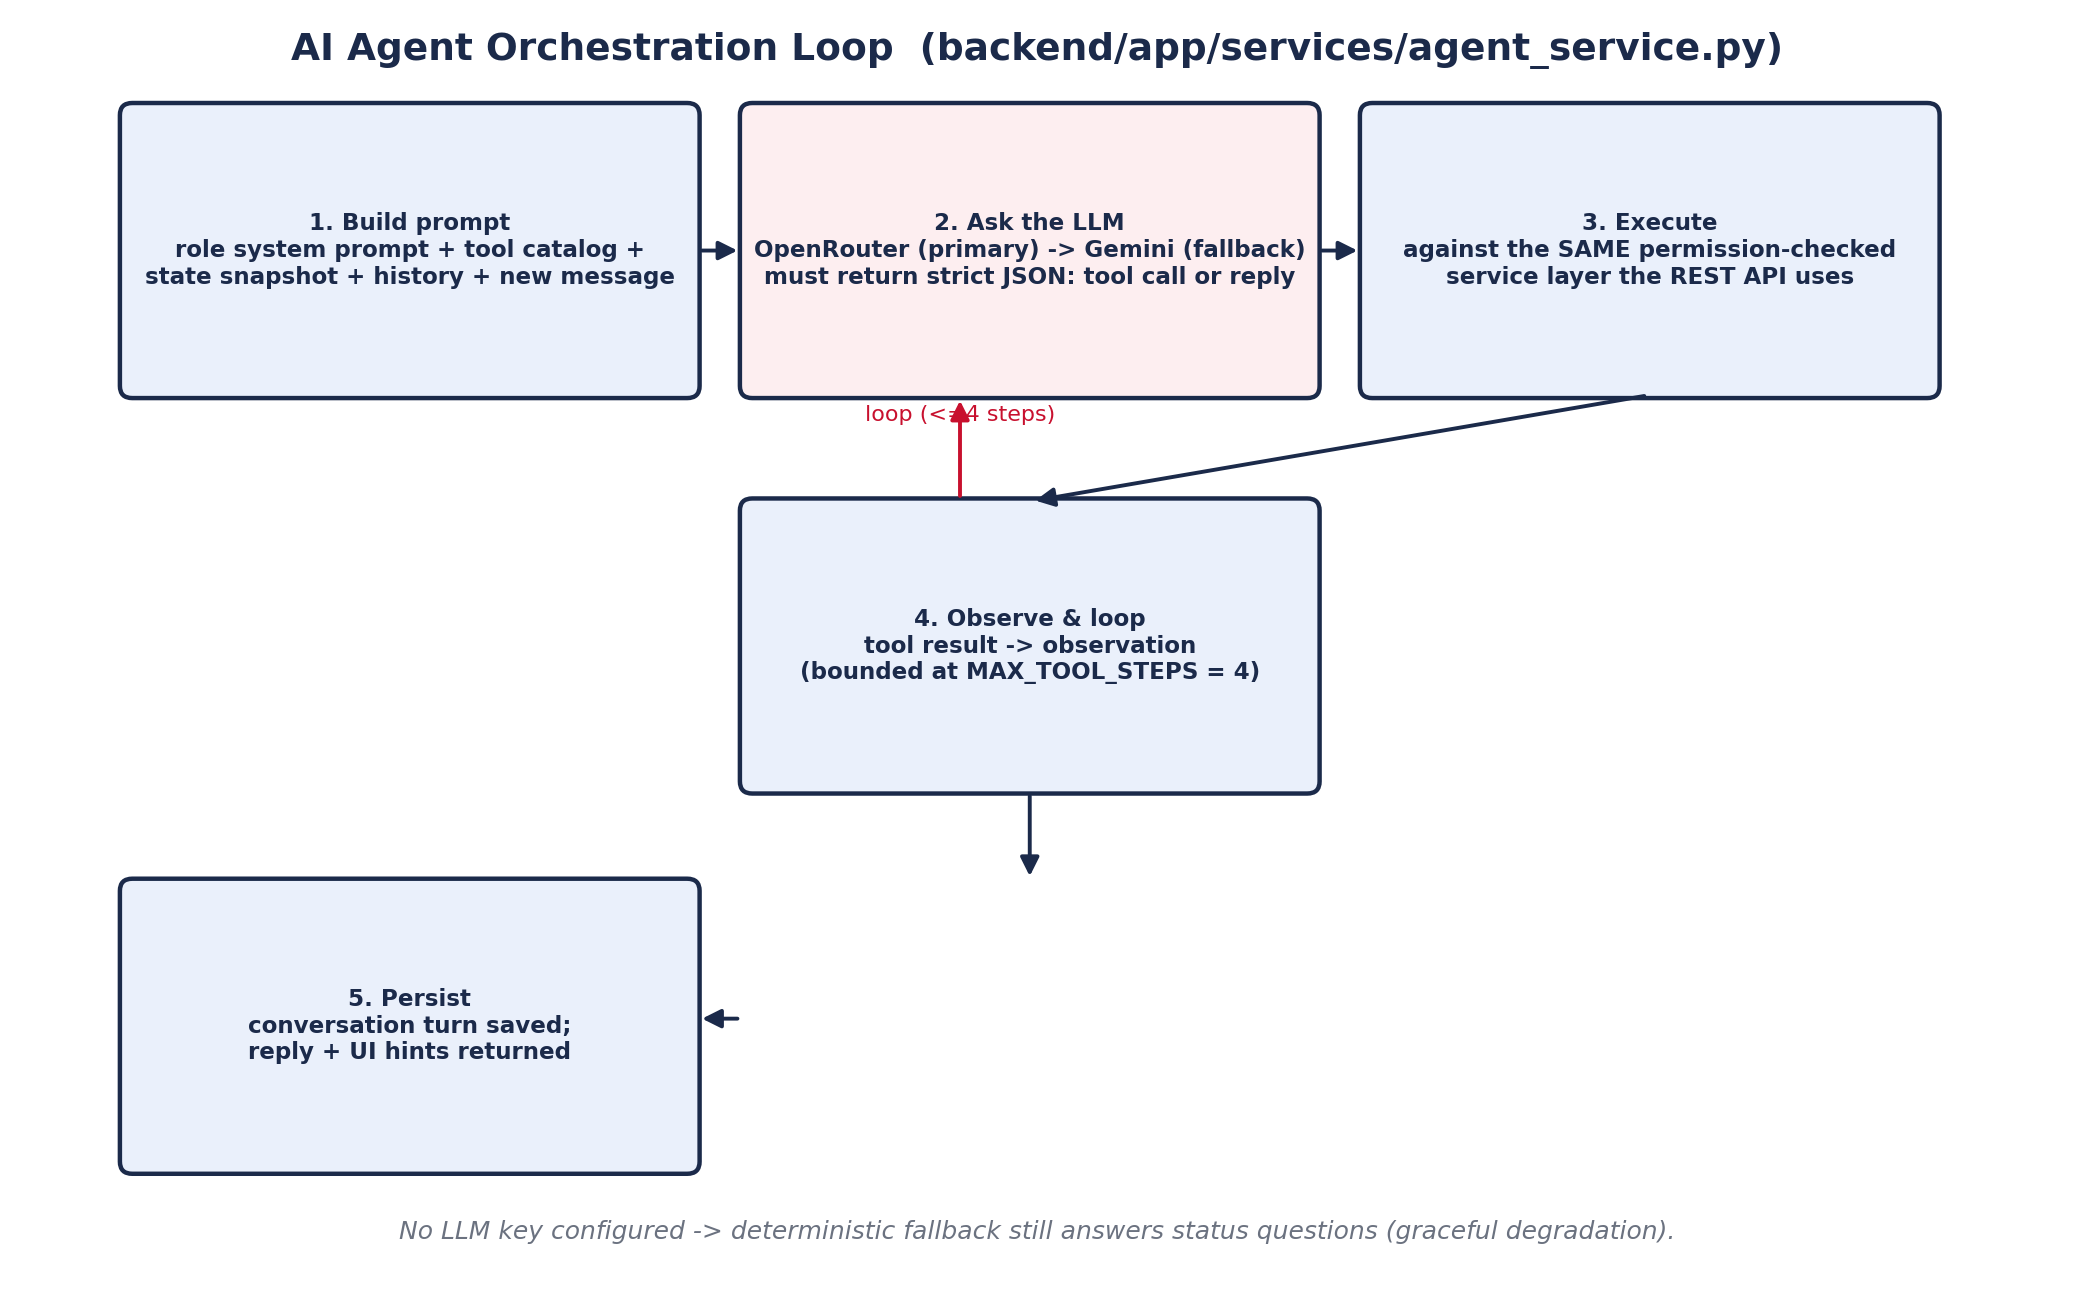 AI Agent Orchestration Loop  (backend/app/services/agent_service.py)
1. Build prompt
role system prompt + tool catalog +
state snapshot + history + new message
2. Ask the LLM
OpenRouter (primary) -> Gemini (fallback)
must return strict JSON: tool call or reply
3. Execute
against the SAME permission-checked
service layer the REST API uses
loop (<=4 steps)
4. Observe & loop
tool result -> observation
(bounded at MAX_TOOL_STEPS = 4)
5. Persist
conversation turn saved;
reply + UI hints returned
No LLM key configured -> deterministic fallback still answers status questions (graceful degradation).